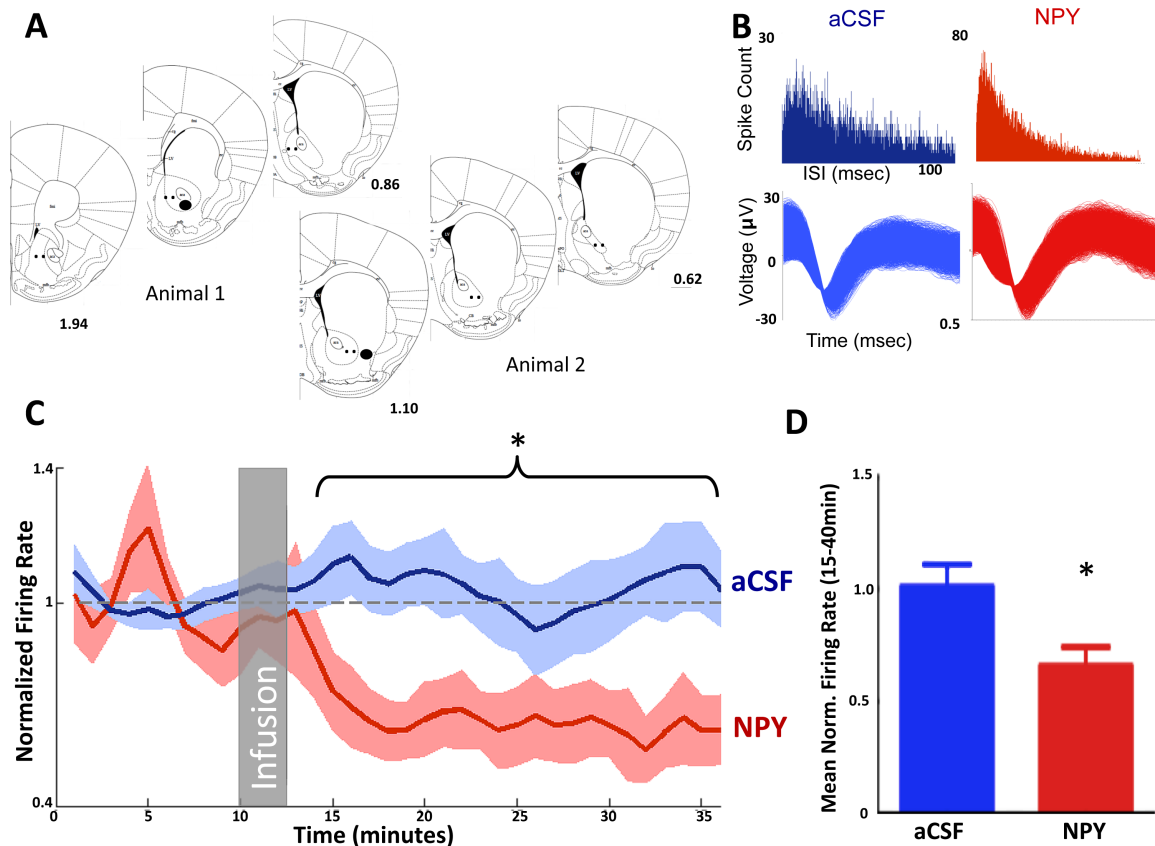 A
0.86
Animal 1
1.94
0.62
Animal 2
1.10
B
aCSF
NPY
30
80
Spike Count
ISI (msec)
100
30
0
-30
Voltage (µV)
0.5
Time (msec)
C
*
1.4
1
0.4
Normalized Firing Rate
Infusion
aCSF
NPY
0
5
10
15
20
25
30
35
Time (minutes)
D
1.5
1.0
0.5
0
Mean Norm. Firing Rate (15-40min)
*
aCSF
NPY